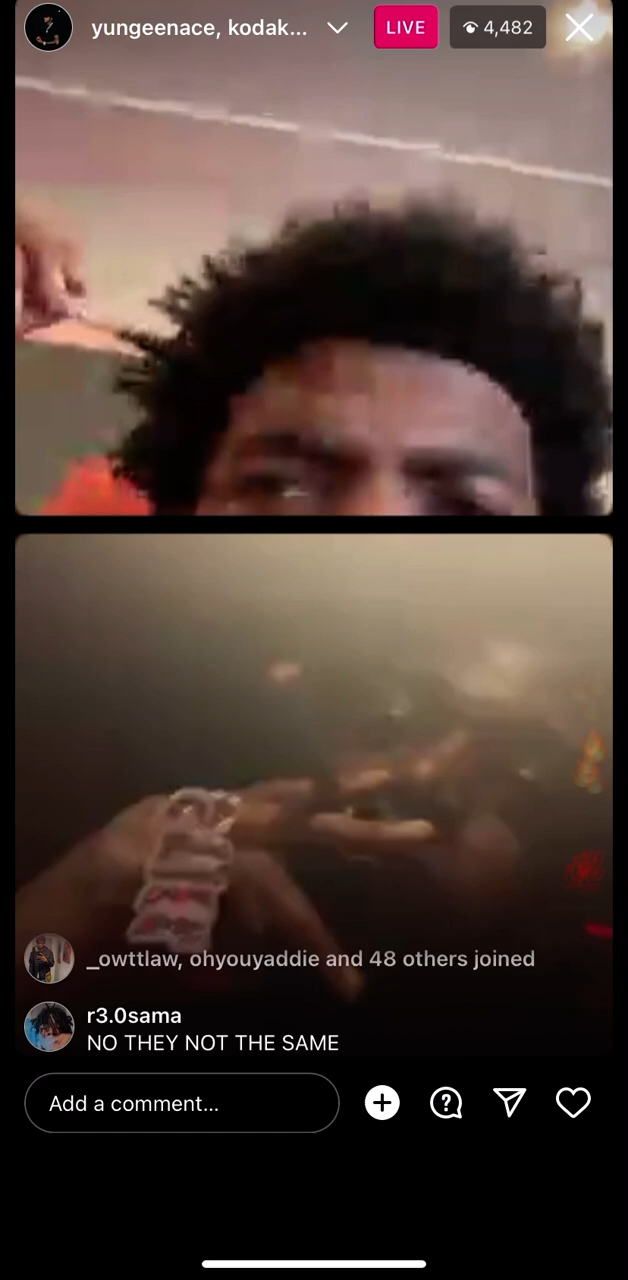 yungeenace, kodak...
LIVE
4,482
_owttlaw, ohyouyaddie and 48 others joined
r3.0sama
NO THEY NOT THE SAME
Add a comment...